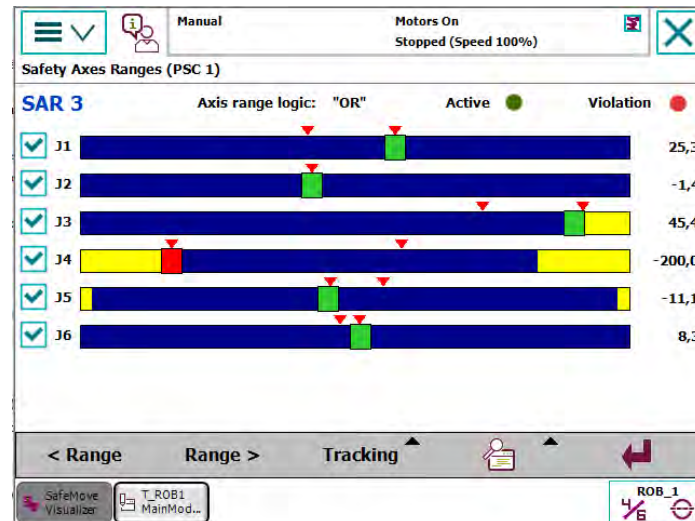 Manual
Motors On
Stopped (Speed 100%)
Safety Axes Ranges (PSC 1)
SAR 3 Axis range logic: "OR" Active Violation
J1 25,3
J2 -1,4
J3 45,4
J4 -200,0
J5 -11,1
J6 8,3
< Range Range > Tracking
SafeMove
Visualizer
T_ROB1
MainMod...
ROB_1